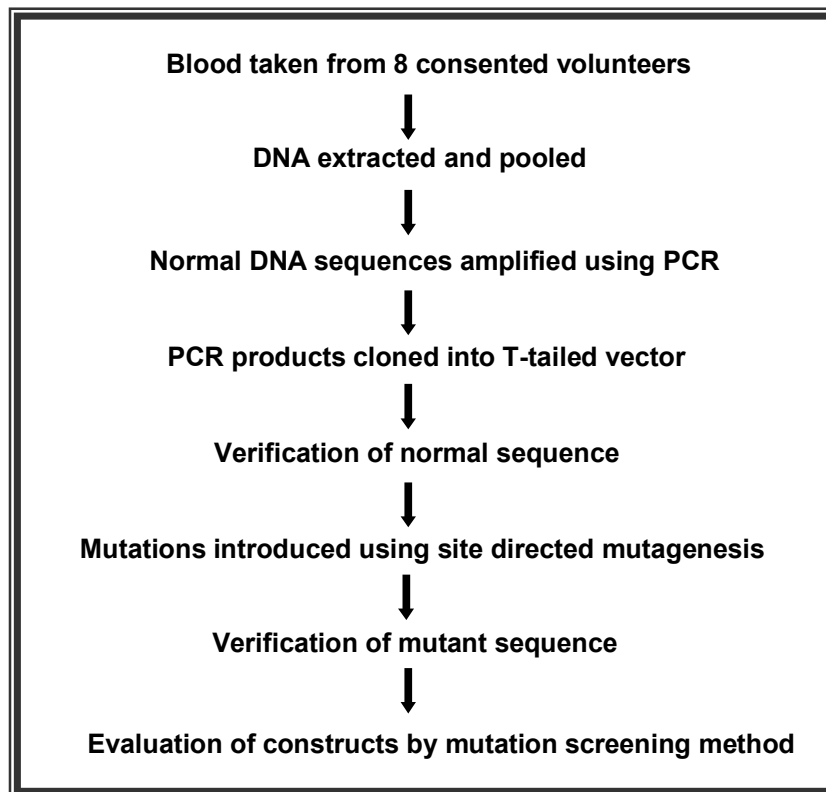 Blood taken from 8 consented volunteers
DNA extracted and pooled
Normal DNA sequences amplified using PCR
PCR products cloned into T-tailed vector
Verification of normal sequence
Mutations introduced using site directed mutagenesis
Verification of mutant sequence
Evaluation of constructs by mutation screening method